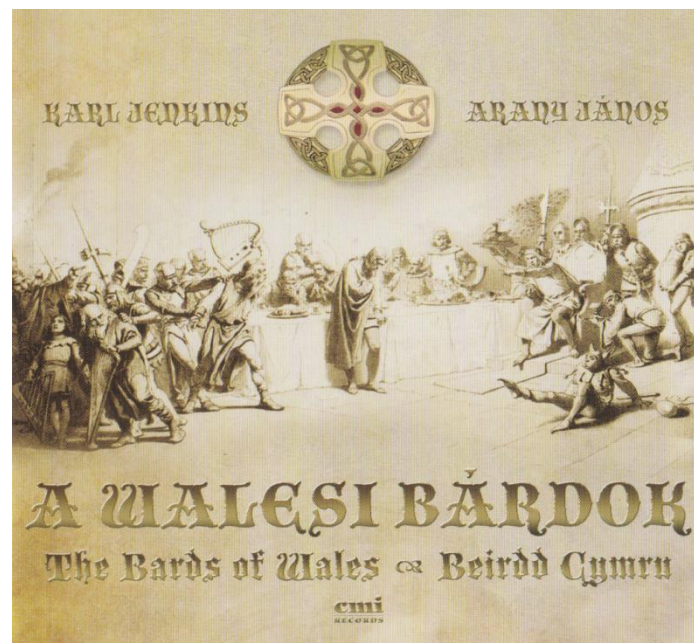 KARL JENKINS ARANY JÁNOS
A WALESI BÁRDOK
The Bards of Wales Beirdd Cymru
cmi
RECORDS